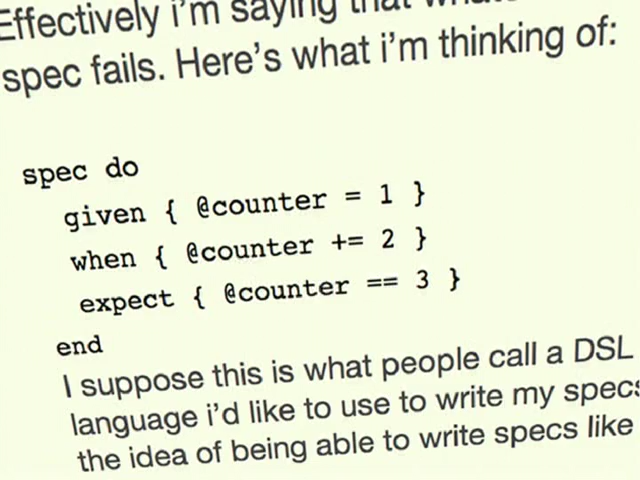 Effectively i'm saying that
spec fails. Here's what i'm thinking of:
spec do
given { @counter = 1 }
when { @counter += 2 }
expect { @counter == 3 }
end
I suppose this is what people call a DSL
language i'd like to use to write my specs
the idea of being able to write specs like